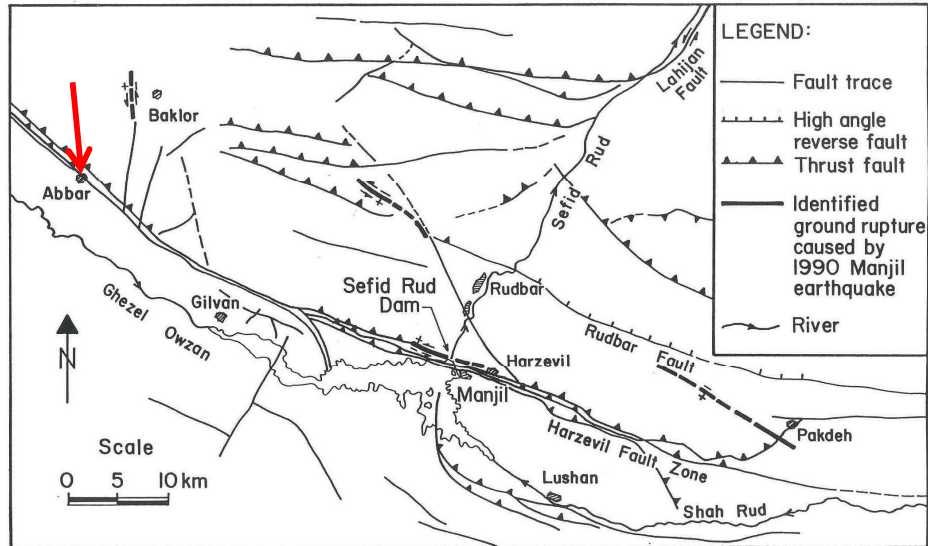 LEGEND:
Fault trace
High angle
reverse fault
Thrust fault
Identified
ground rupture
caused by
1990 Manjil
earthquake
River
Lahijan
Fault
Sefid Rud
Baklor
Abbar
Ghezel
Owzan
Gilvan
Sefid Rud
Dam
Rudbar
Harzevil
Manjil
Rudbar Fault
Pakdeh
Harzevil Fault Zone
Lushan
Shah Rud
N
Scale
0 5 10 km